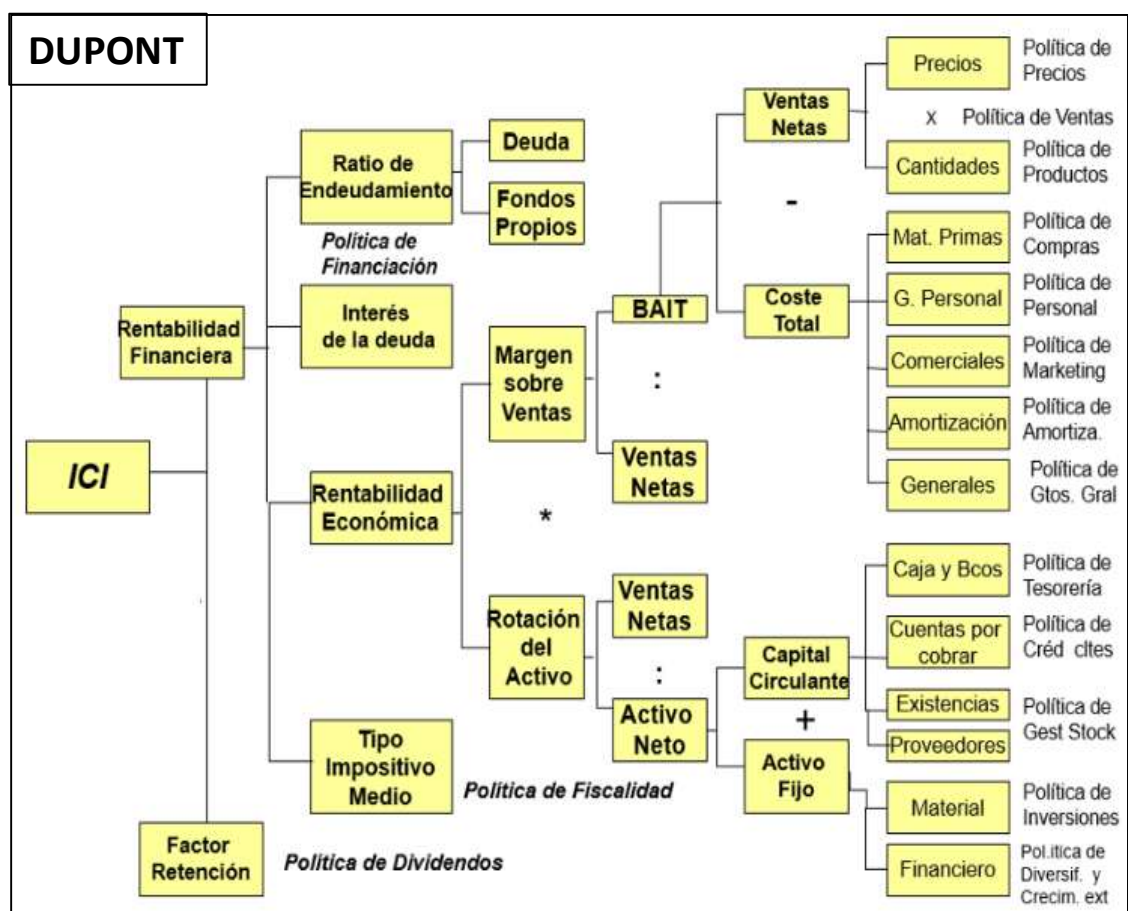 DUPONT
ICI
Rentabilidad
Financiera
Factor
Retención
Política de Dividendos
Ratio de
Endeudamiento
Política de
Financiación
Interés
de la deuda
Rentabilidad
Económica
Tipo
Impositivo
Medio
Política de Fiscalidad
Deuda
Fondos
Propios
Margen
sobre
Ventas
*
Rotación
del
Activo
BAIT
:
Ventas
Netas
Ventas
Netas
:
Activo
Neto
Ventas
Netas
-
Coste
Total
Capital
Circulante
+
Activo
Fijo
Precios
Política de
Precios
x Política de Ventas
Cantidades
Política de
Productos
Mat. Primas
Política de
Compras
G. Personal
Política de
Personal
Comerciales
Política de
Marketing
Amortización
Política de
Amortiza.
Generales
Política de
Gtos. Gral
Caja y Bcos
Política de
Tesorería
Cuentas por
cobrar
Política de
Créd cltes
Existencias
Proveedores
Política de
Gest Stock
Material
Política de
Inversiones
Financiero
Pol.itica de
Diversif. y
Crecim. ext